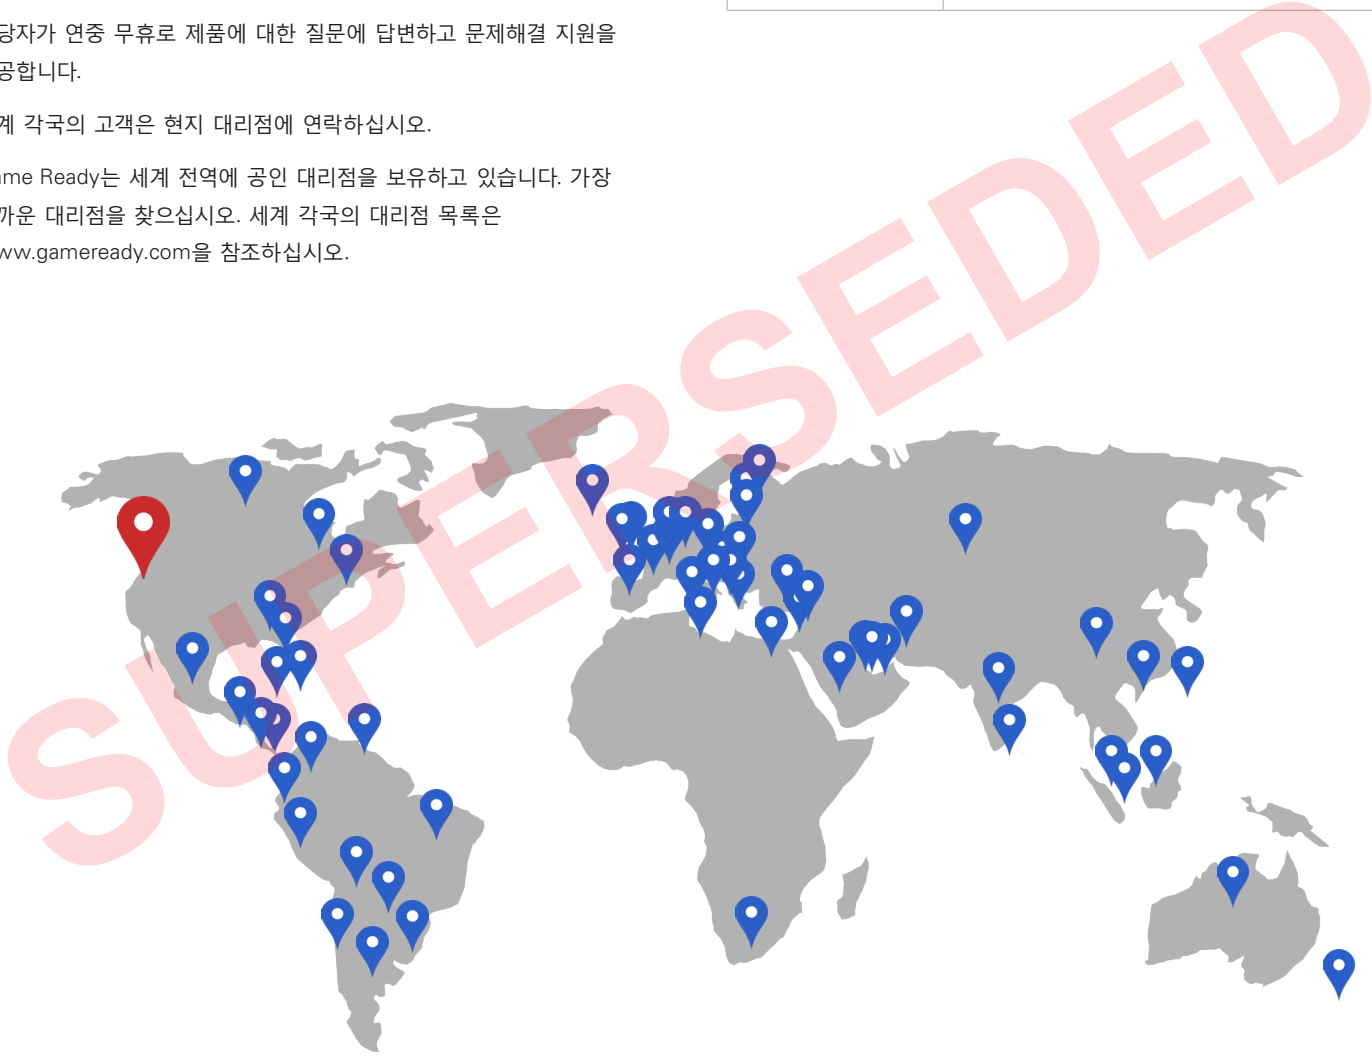 당자가 연중 무휴로 제품에 대한 질문에 답변하고 문제해결 지원을
공합니다.
계 각국의 고객은 현지 대리점에 연락하십시오.
ame Ready는 세계 전역에 공인 대리점을 보유하고 있습니다. 가장
까운 대리점을 찾으십시오. 세계 각국의 대리점 목록은
ww.gameready.com을 참조하십시오.
SUPERSEDED